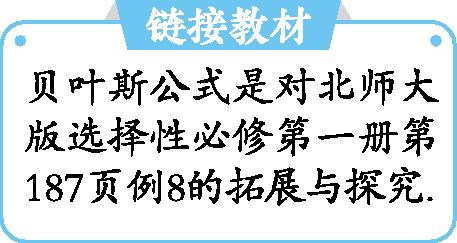 链接教材
贝叶斯公式是对北师大
版选择性必修第一册第
187页例8的拓展与探究.